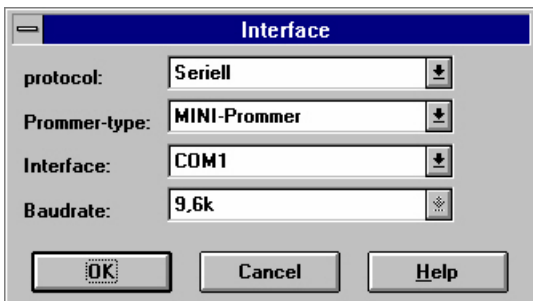 Interface
protocol: Seriell
Prommer-type: MINI-Prommer
Interface: COM1
Baudrate: 9,6k
OK Cancel Help